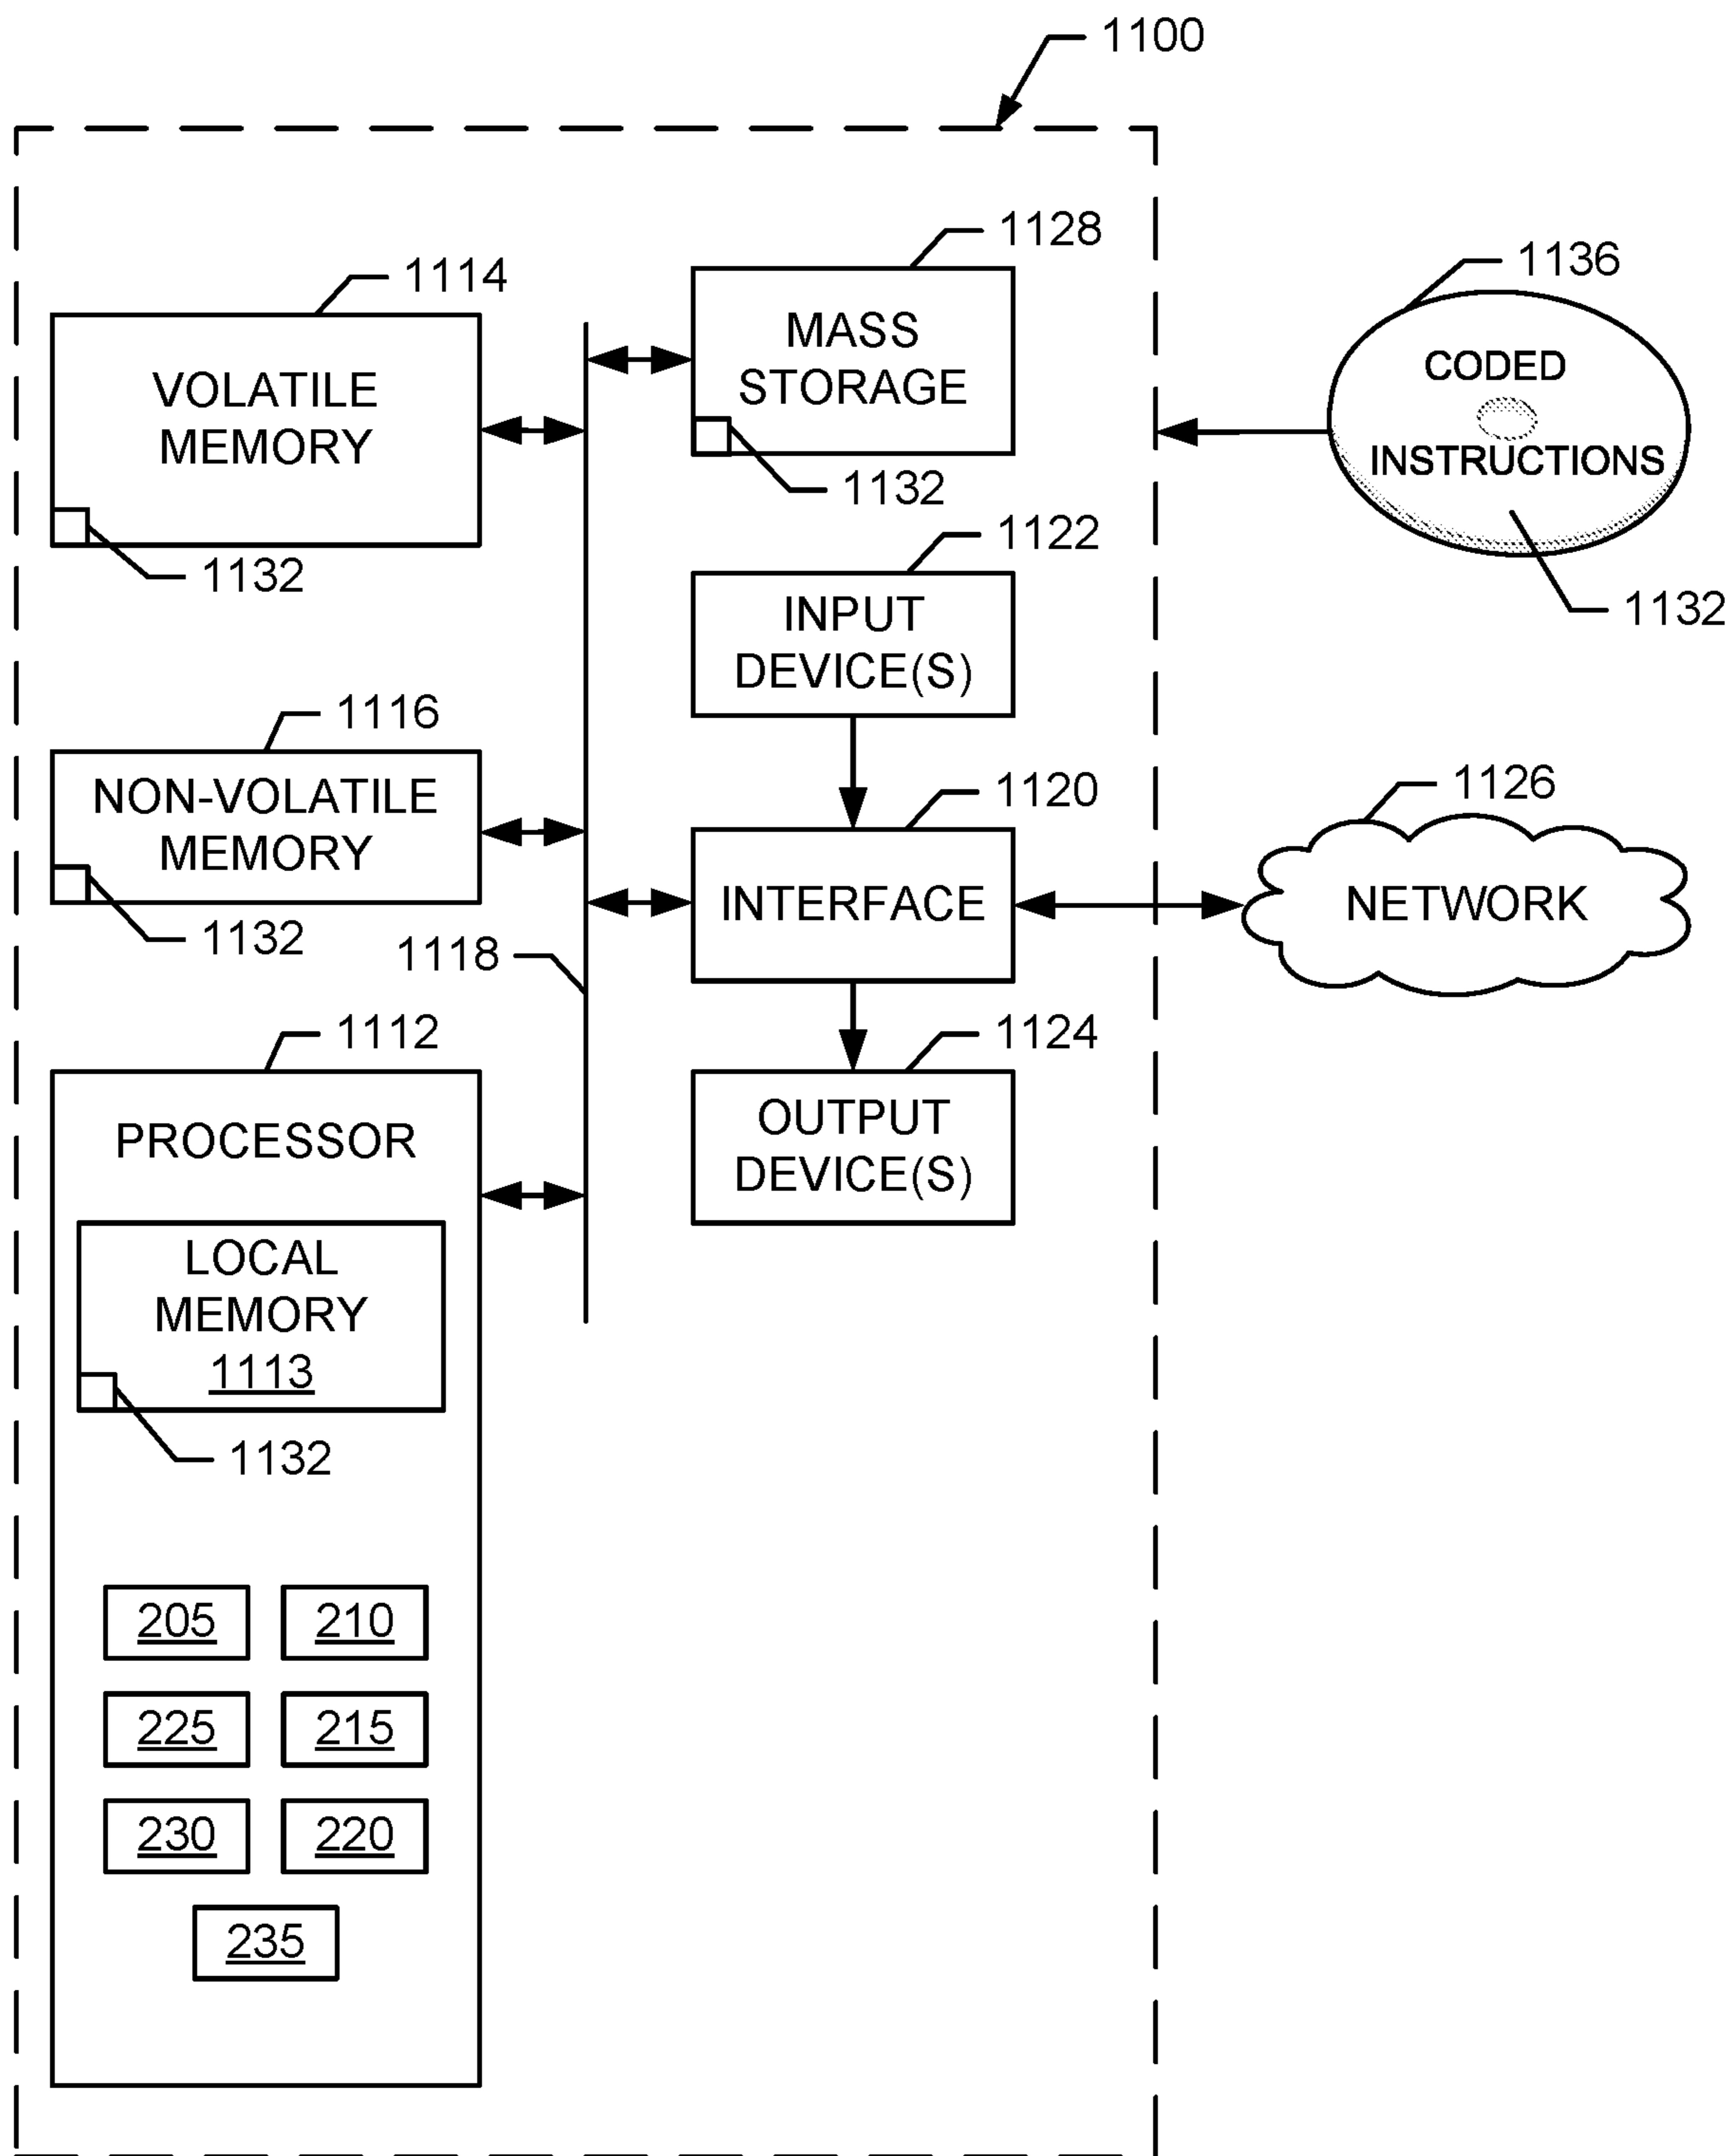 1100
1128
1114
1136
MASS
STORAGE
VOLATILE
MEMORY
CODED
INSTRUCTIONS
1132
1132
1122
1132
INPUT
DEVICE(S)
1116
1120
1126
NON-VOLATILE
MEMORY
INTERFACE
NETWORK
1132
1118
1112
1124
PROCESSOR
OUTPUT
DEVICE(S)
LOCAL
MEMORY
1113
1132
205
210
225
215
230
220
235